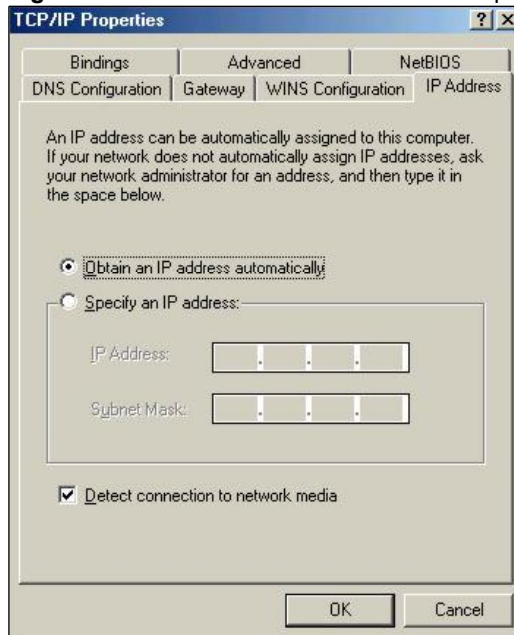 TCP/IP Properties
Bindings
Advanced
NetBIOS
DNS Configuration
Gateway
WINS Configuration
IP Address
An IP address can be automatically assigned to this computer.
If your network does not automatically assign IP addresses, ask
your network administrator for an address, and then type it in
the space below.
Obtain an IP address automatically
Specify an IP address:
IP Address:
. . .
Subnet Mask:
. . .
Detect connection to network media
OK
Cancel